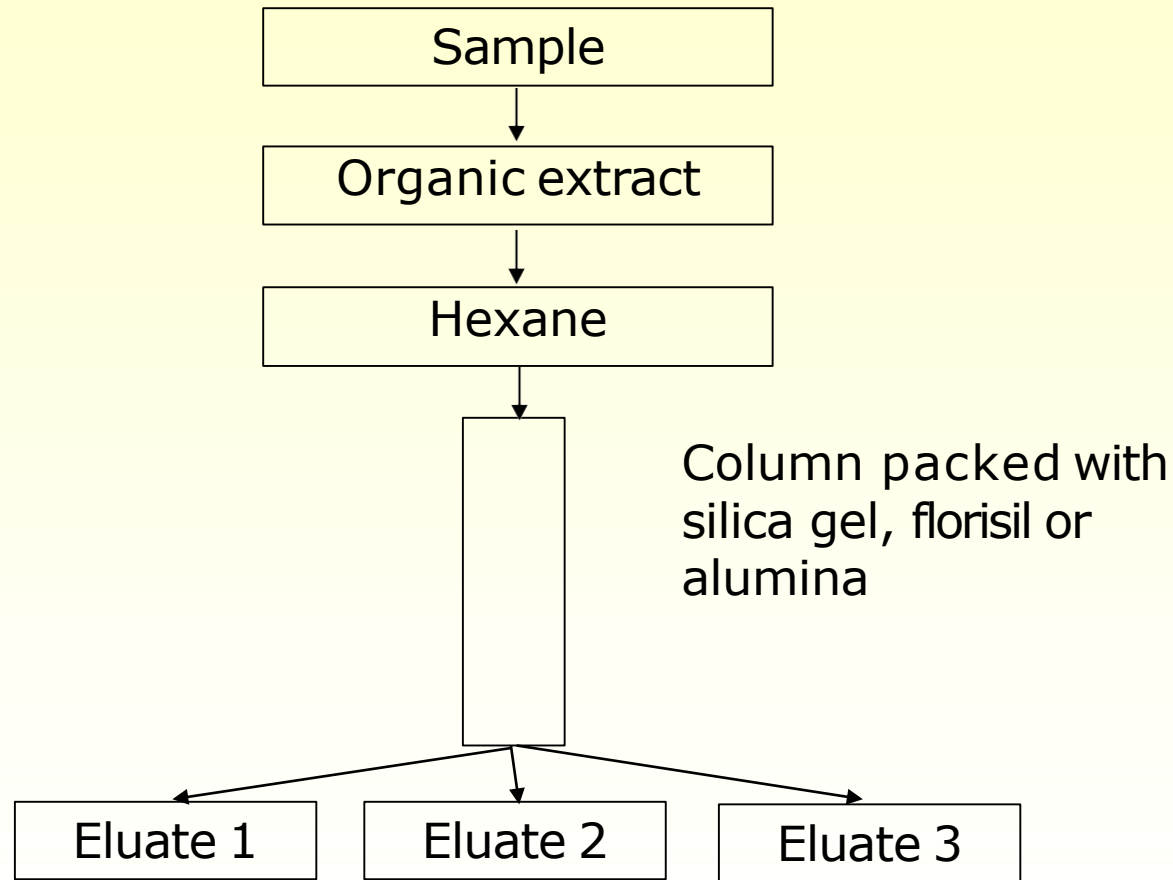 Sample
Organic extract
Hexane
Column packed with
silica gel, florisil or
alumina
Eluate 1
Eluate 2
Eluate 3